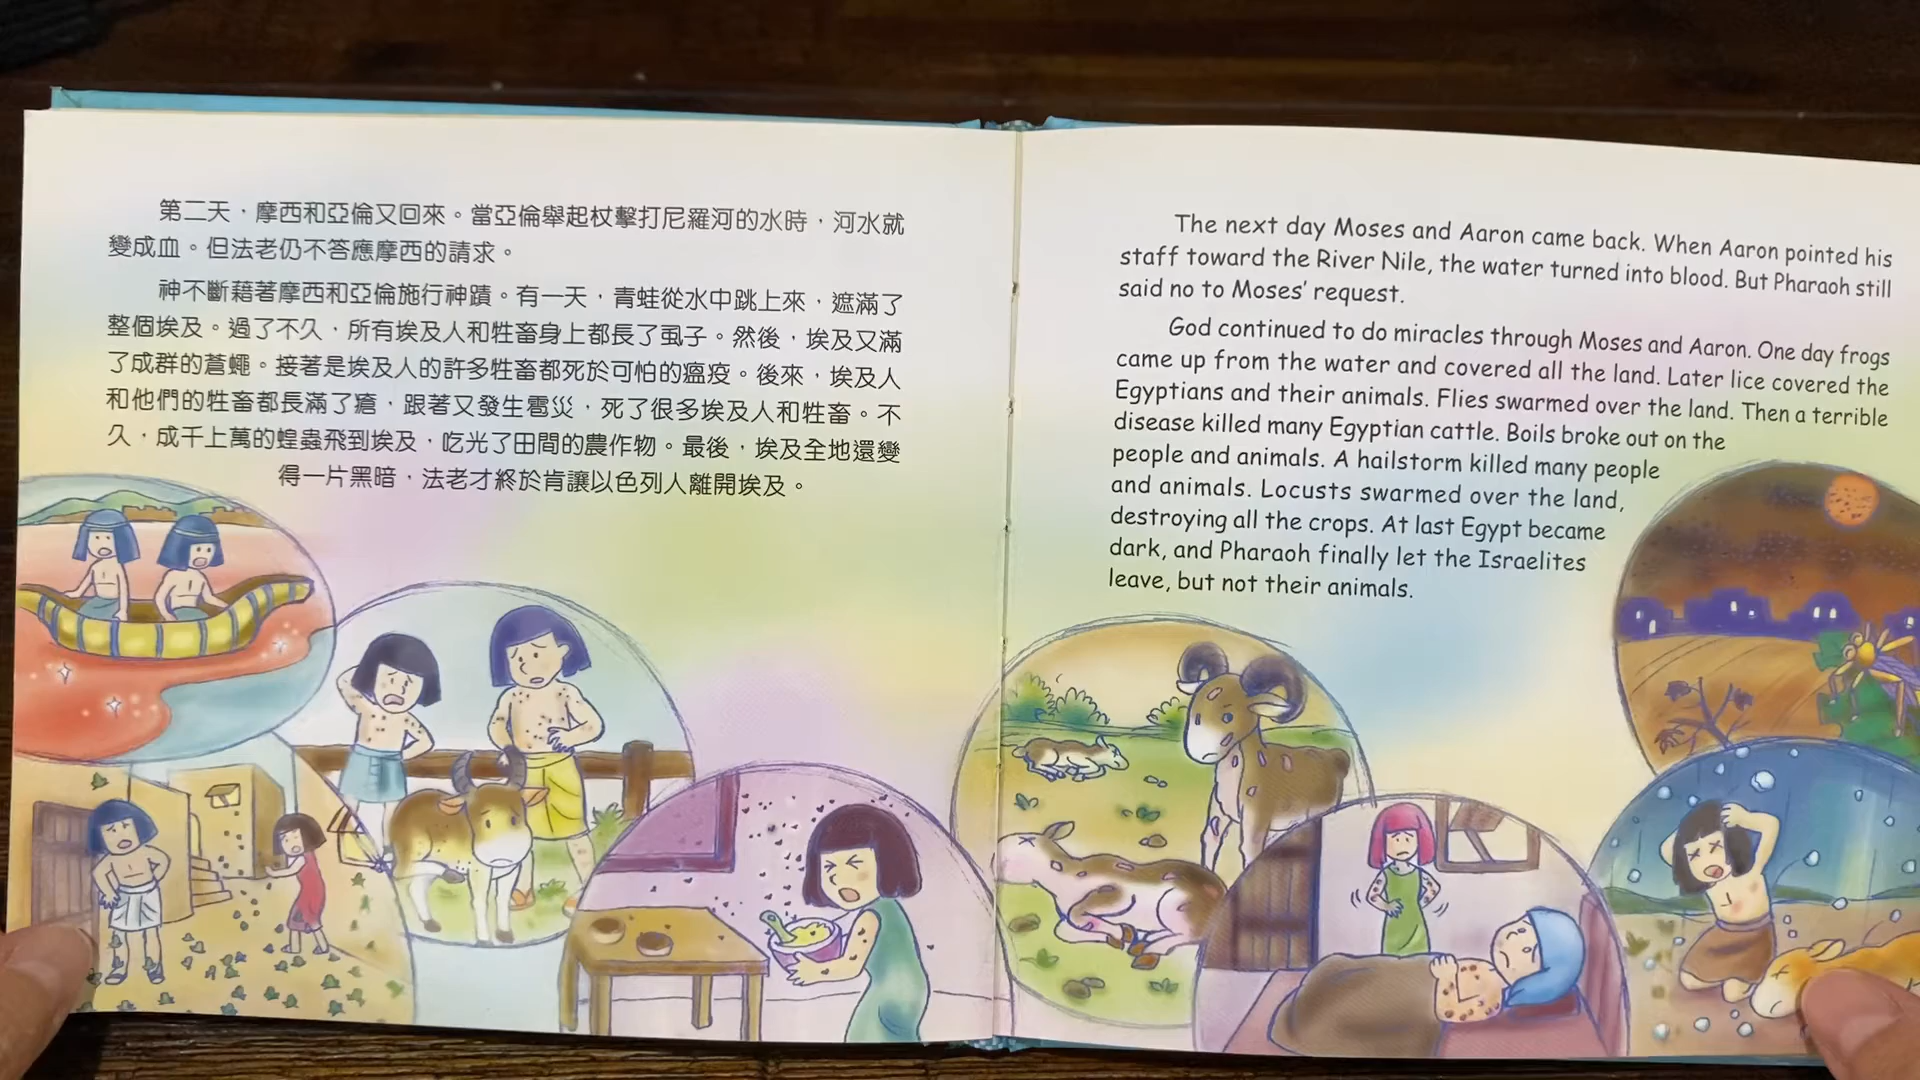 第二天，摩西和亞倫又回來。當亞倫舉起杖擊打尼羅河的水時，河水就
變成血。但法老仍不答應摩西的請求。
神不斷藉著摩西和亞倫施行神蹟。有一天，青蛙從水中跳上來，遮滿了
整個埃及。過了不久，所有埃及人和牲畜身上都長了虱子。然後，埃及又滿
了成群的蒼蠅。接著是埃及人的許多牲畜都死於可怕的瘟疫。後來，埃及人
和他們的牲畜都長滿了瘡，跟著又發生雹災，死了很多埃及人和牲畜。不
久，成千上萬的蝗蟲飛到埃及，吃光了田間的農作物。最後，埃及全地還變
得一片黑暗，法老才終於肯讓以色列人離開埃及。
The next day Moses and Aaron came back. When Aaron pointed his
staff toward the River Nile, the water turned into blood. But Pharaoh still
said no to Moses' request.
God continued to do miracles through Moses and Aaron. One day frogs
came up from the water and covered all the land. Later lice covered the
Egyptians and their animals. Flies swarmed over the land. Then a terrible
disease killed many Egyptian cattle. Boils broke out on the
people and animals. A hailstorm killed many people
and animals. Locusts swarmed over the land,
destroying all the crops. At last Egypt became
dark, and Pharaoh finally let the Israelites
leave, but not their animals.